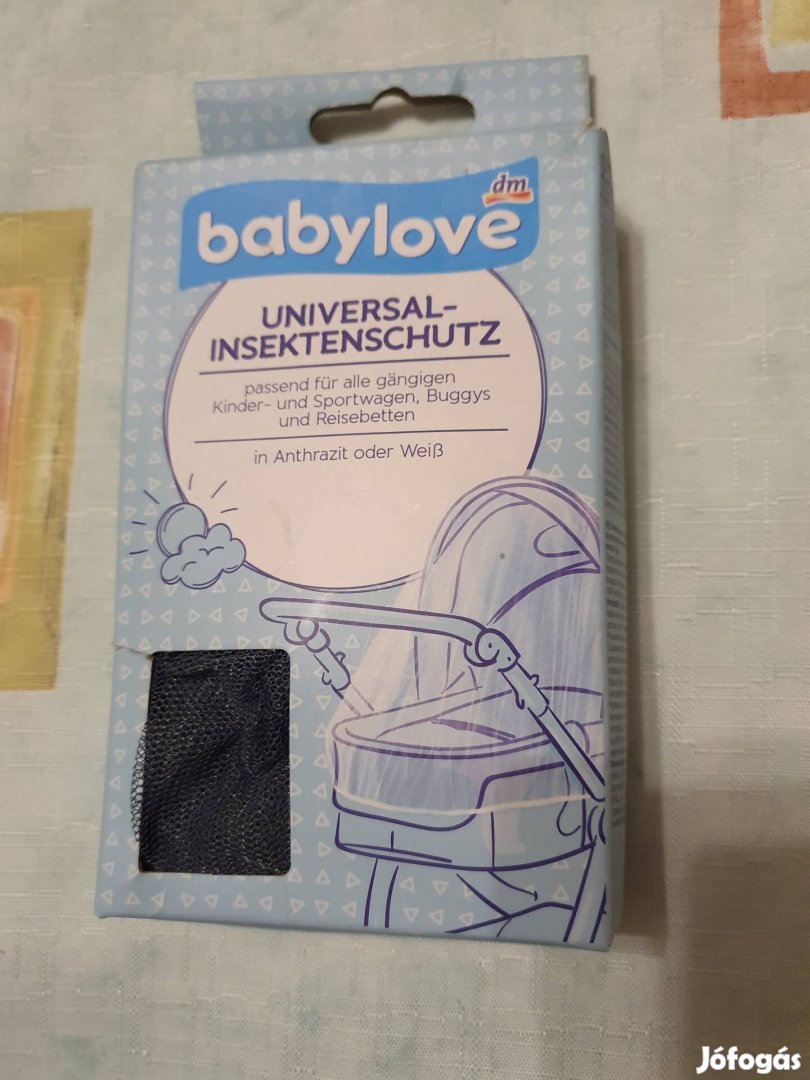 dm
babylove
UNIVERSAL-
INSEKTENSCHUTZ
passend für alle gängigen
Kinder- und Sportwagen, Buggys
und Reisebetten
in Anthrazit oder Weiß
Jófogás